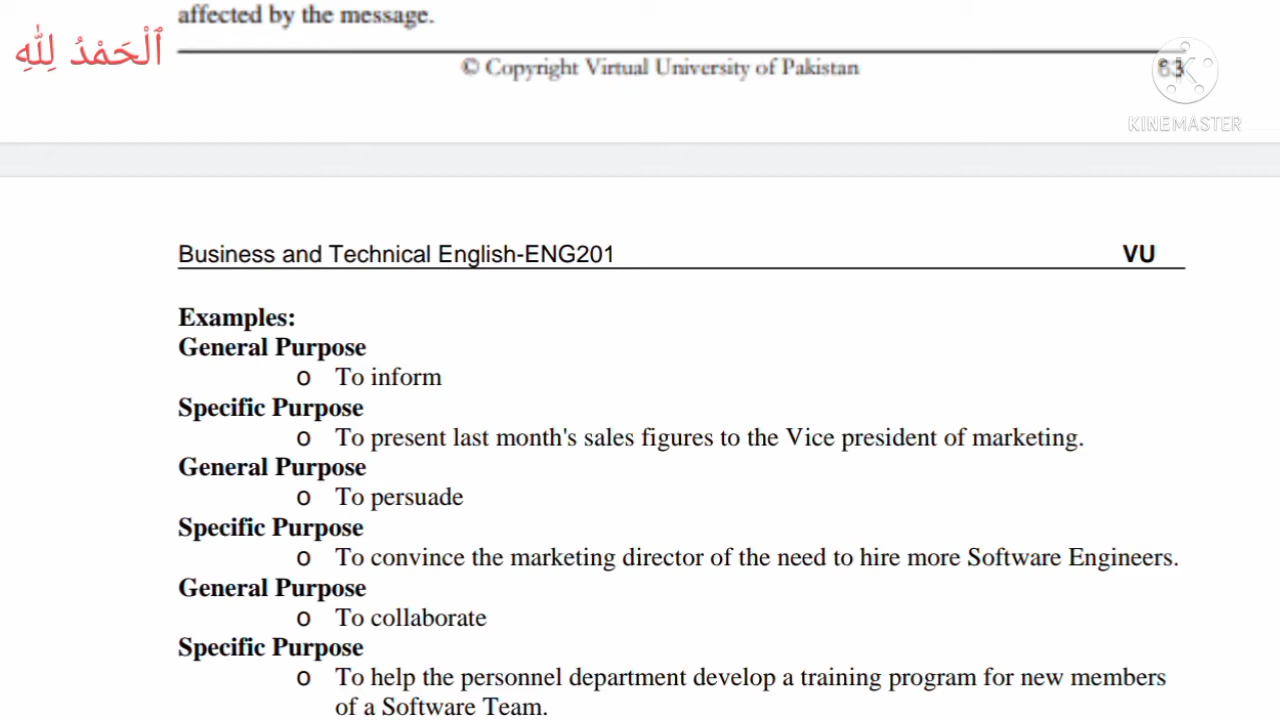 affected by the message.
ٱلْحَمْدُ لِلّٰهِ
© Copyright Virtual University of Pakistan 63
KINEMASTER
Business and Technical English-ENG201 VU
Examples:
General Purpose
o To inform
Specific Purpose
o To present last month's sales figures to the Vice president of marketing.
General Purpose
o To persuade
Specific Purpose
o To convince the marketing director of the need to hire more Software Engineers.
General Purpose
o To collaborate
Specific Purpose
o To help the personnel department develop a training program for new members
of a Software Team.